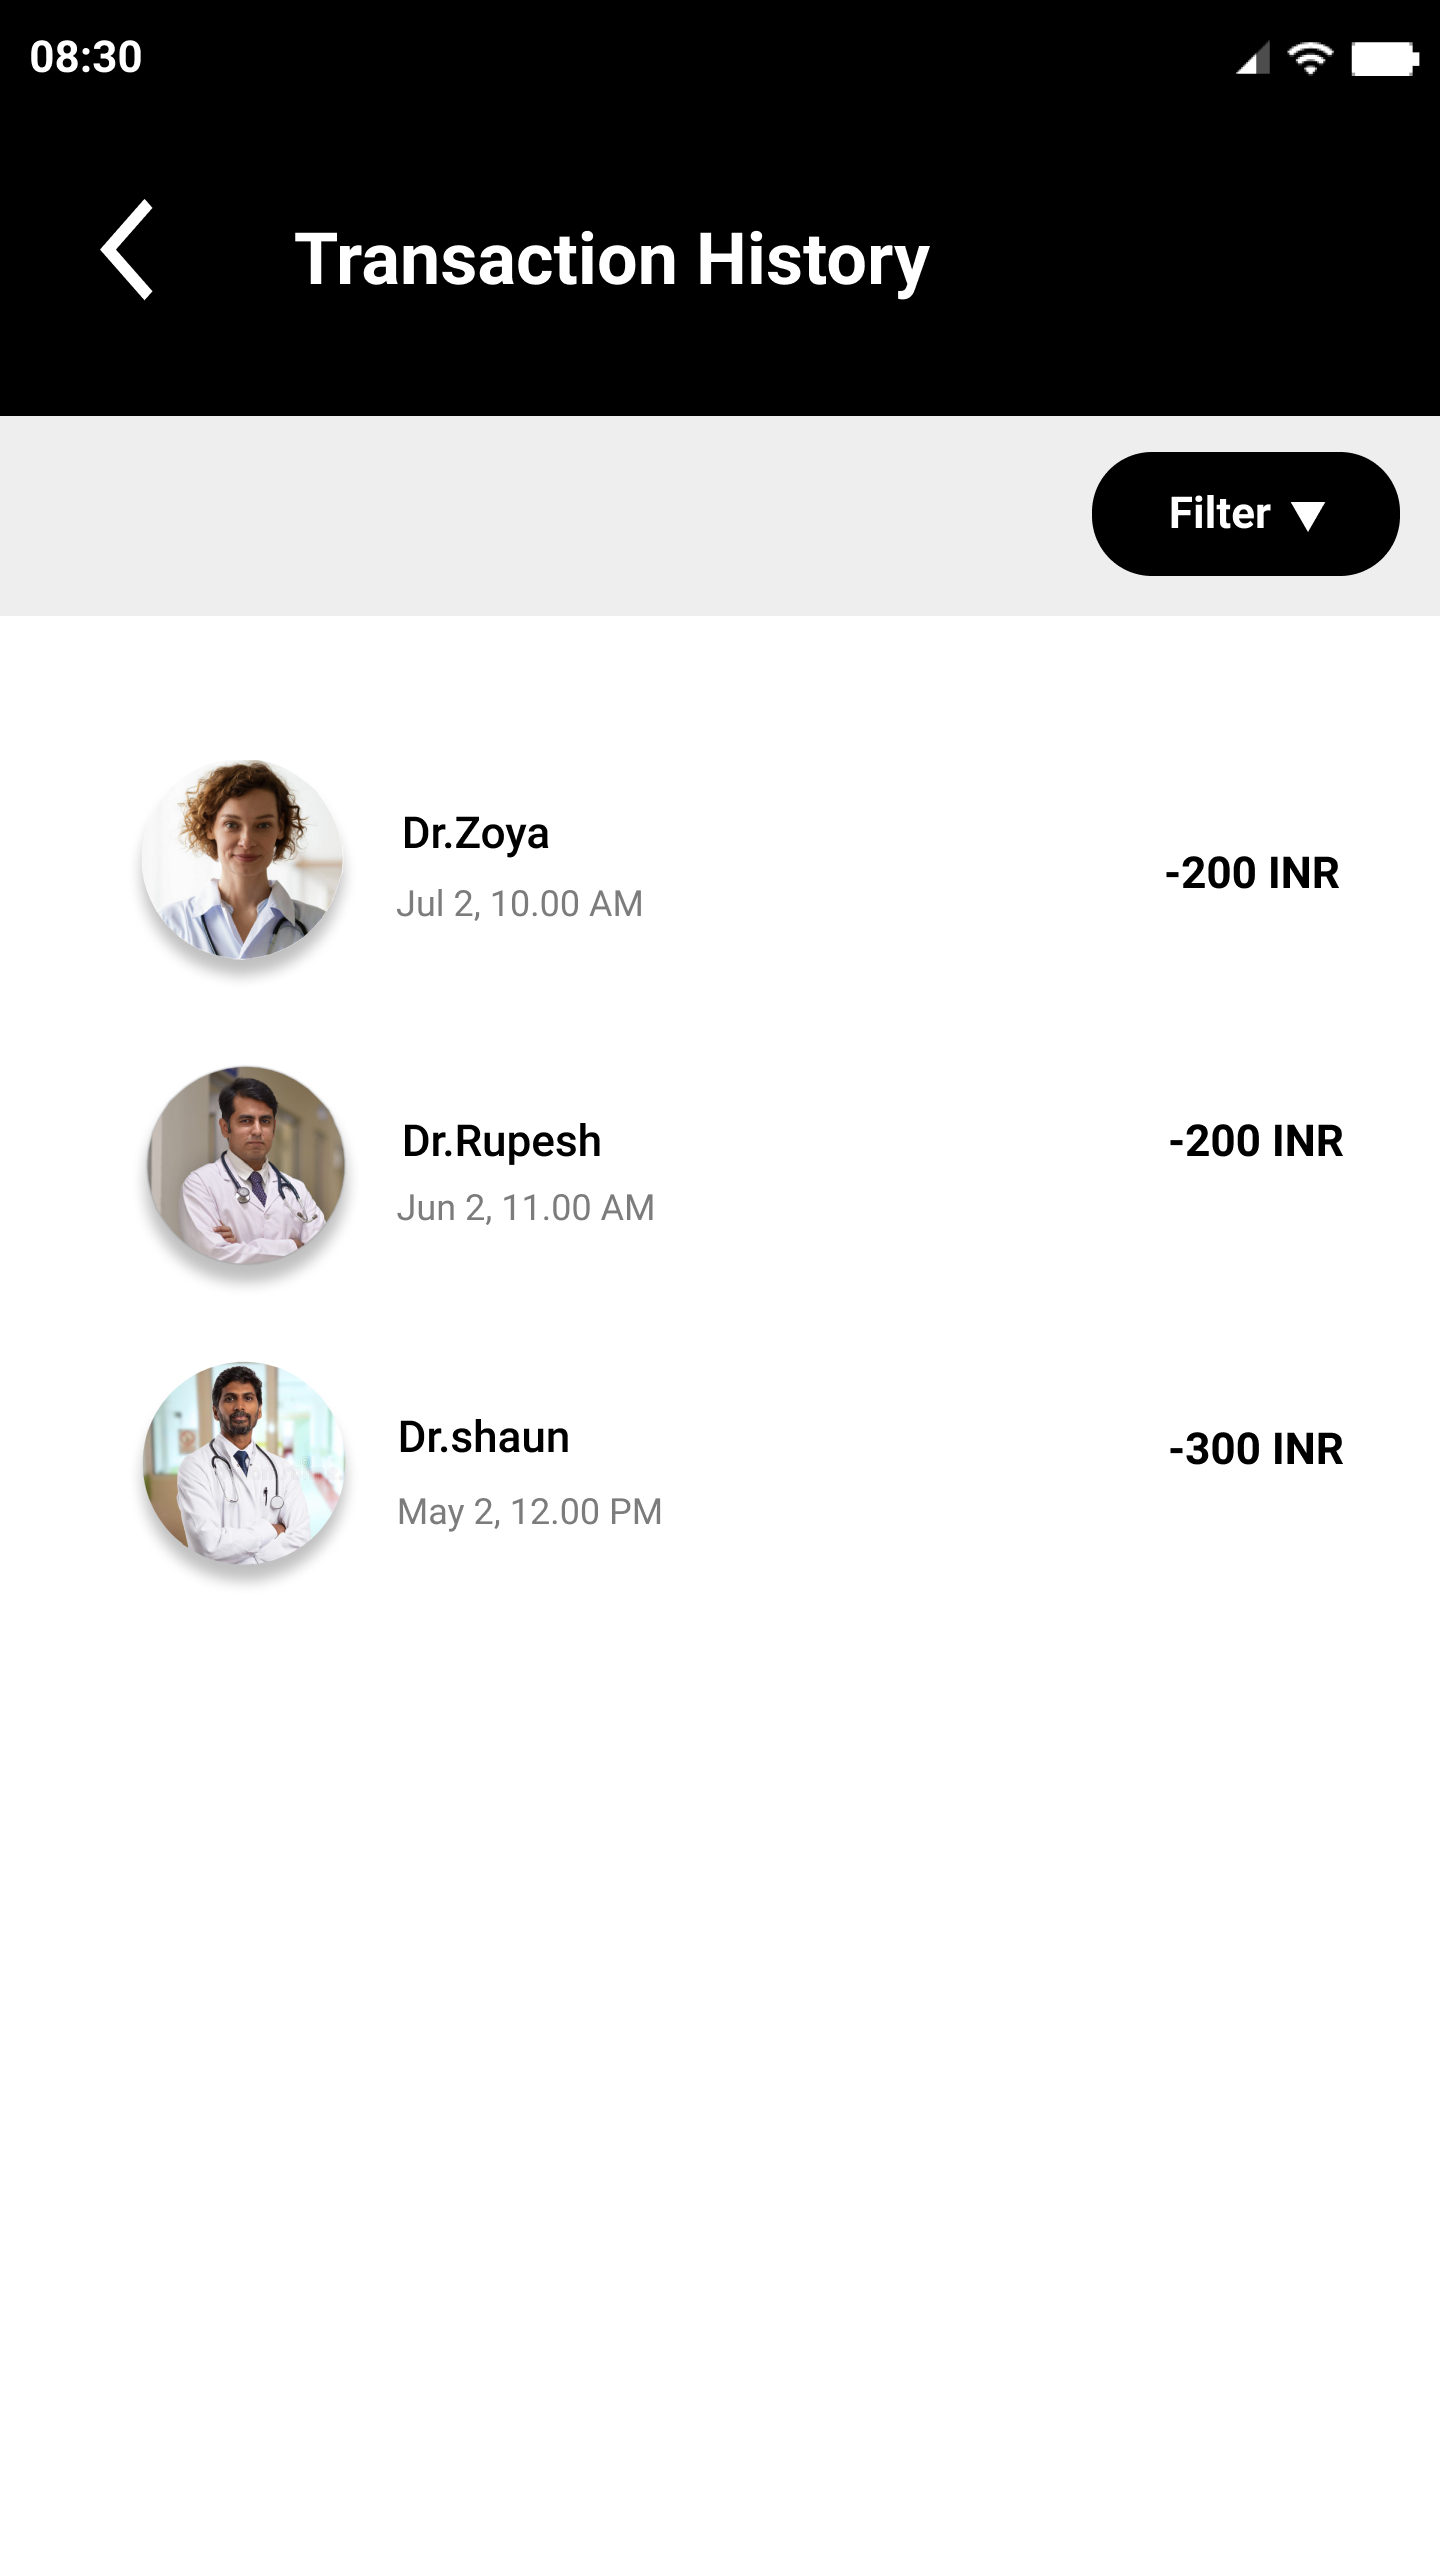 08:30
Transaction History
Filter
Dr.Zoya
Jul 2, 10.00 AM
-200 INR
Dr.Rupesh
-200 INR
Jun 2, 11.00 AM
Dr.shaun
-300 INR
May 2, 12.00 PM